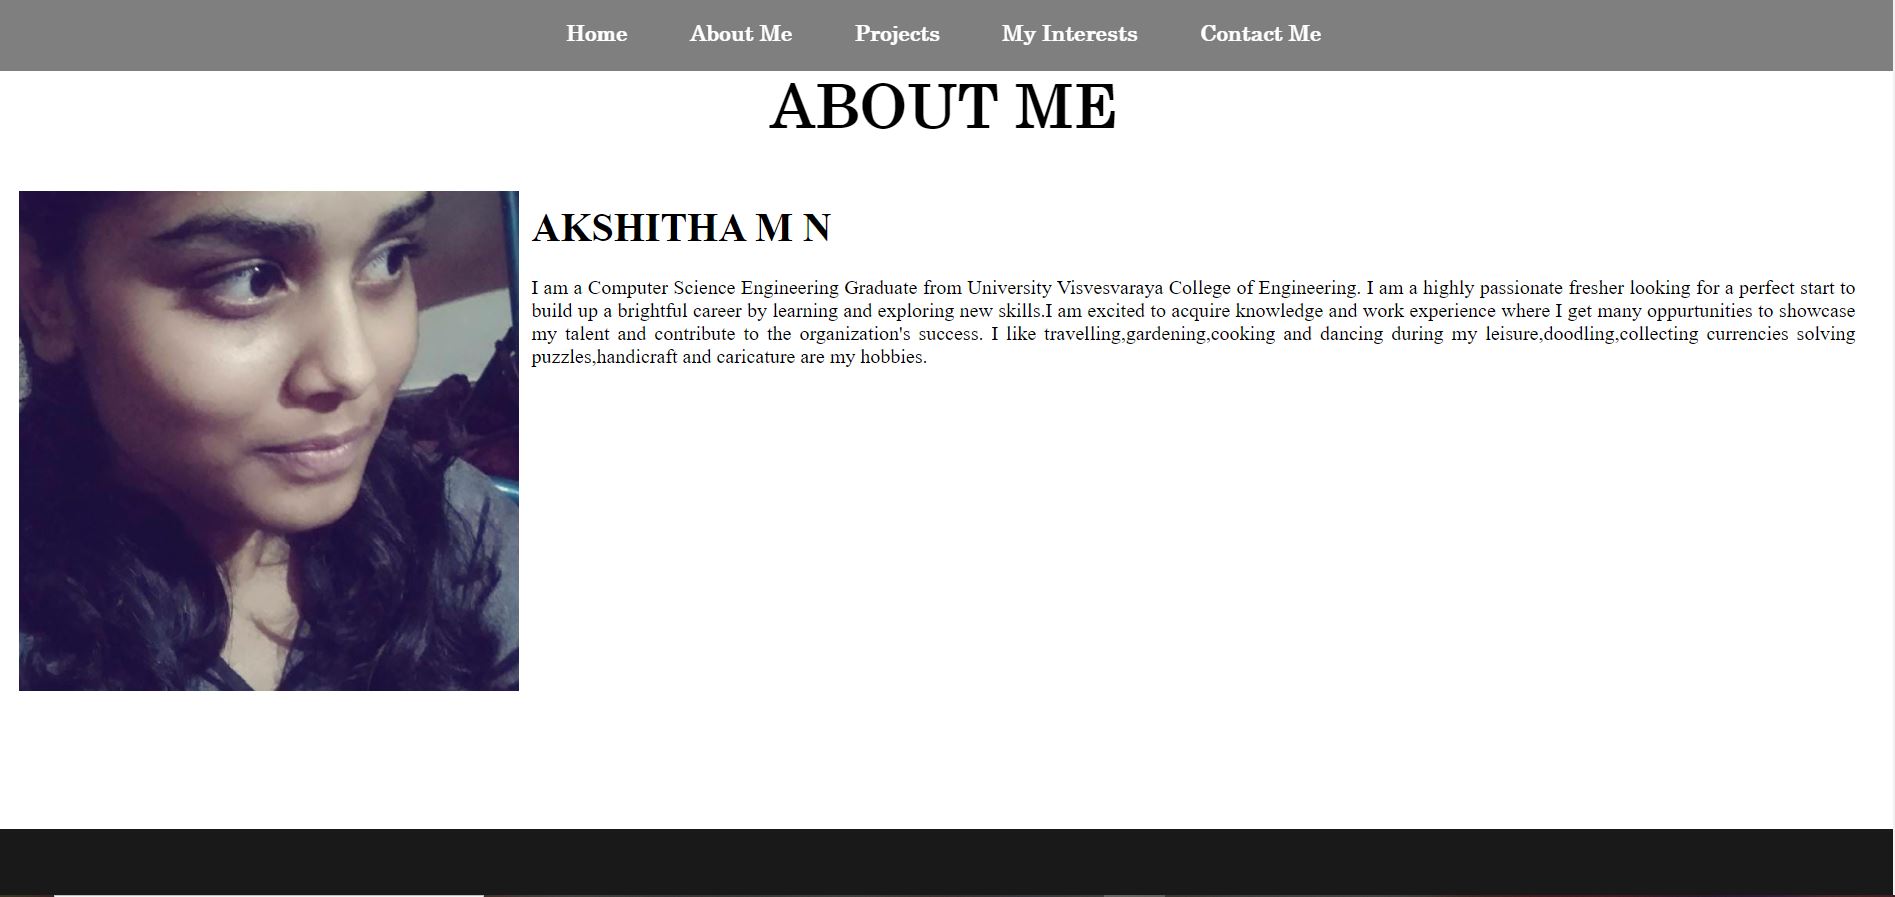 Home About Me Projects My Interests Contact Me
ABOUT ME
AKSHITHA M N
I am a Computer Science Engineering Graduate from University Visvesvaraya College of Engineering. I am a highly passionate fresher looking for a perfect start to
build up a brightful career by learning and exploring new skills.I am excited to acquire knowledge and work experience where I get many oppurtunities to showcase
my talent and contribute to the organization's success. I like travelling,gardening,cooking and dancing during my leisure,doodling,collecting currencies solving
puzzles,handicraft and caricature are my hobbies.